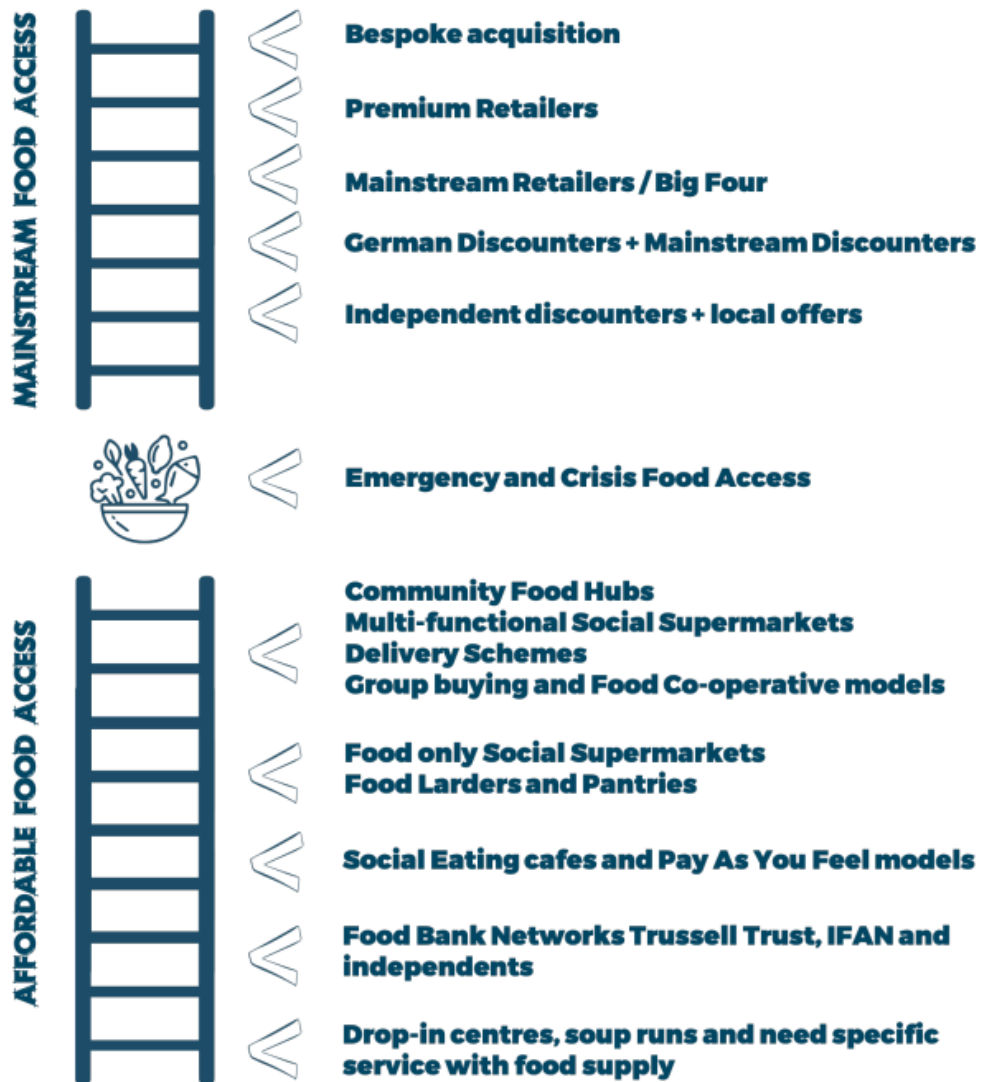 MAINSTREAM FOOD ACCESS
Bespoke acquisition
Premium Retailers
Mainstream Retailers / Big Four
German Discounters + Mainstream Discounters
Independent discounters + local offers
Emergency and Crisis Food Access
AFFORDABLE FOOD ACCESS
Community Food Hubs
Multi-functional Social Supermarkets
Delivery Schemes
Group buying and Food Co-operative models
Food only Social Supermarkets
Food Larders and Pantries
Social Eating cafes and Pay As You Feel models
Food Bank Networks Trussell Trust, IFAN and
independents
Drop-in centres, soup runs and need specific
service with food supply